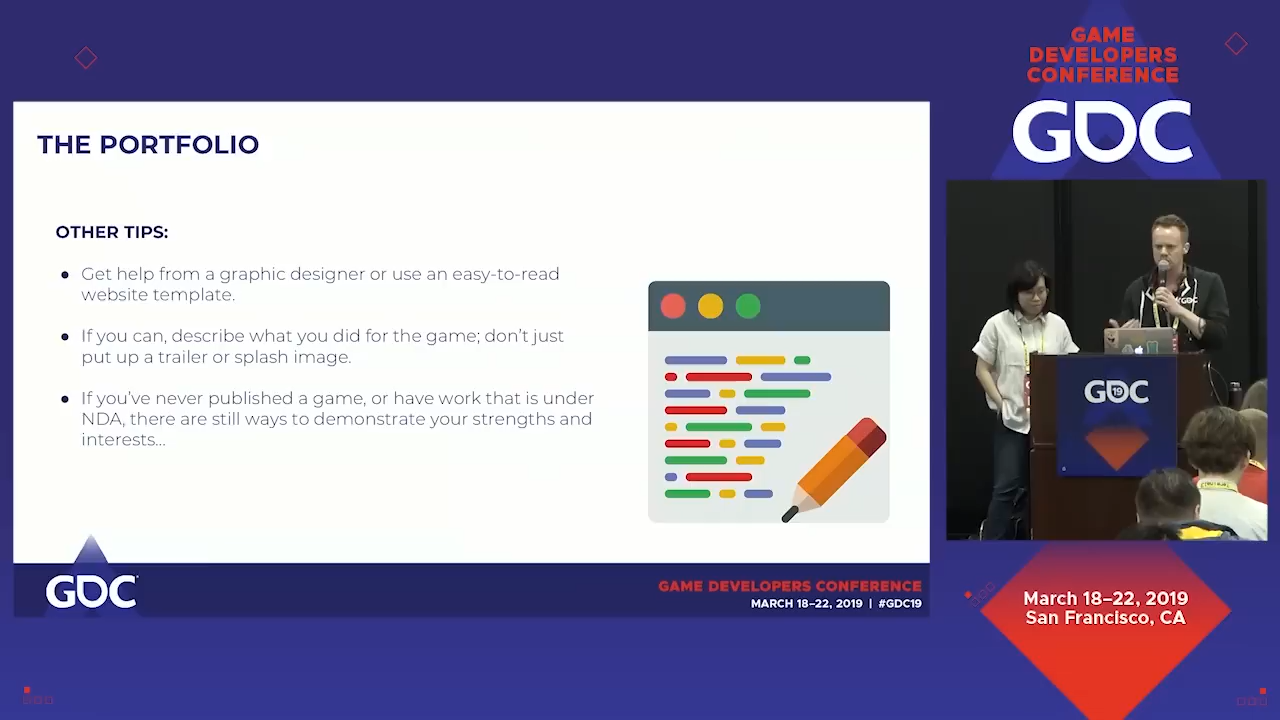 THE PORTFOLIO
OTHER TIPS:
● Get help from a graphic designer or use an easy-to-read
website template.
● If you can, describe what you did for the game; don't just
put up a trailer or splash image.
● If you've never published a game, or have work that is under
NDA, there are still ways to demonstrate your strengths and
interests...
GDC
GAME DEVELOPERS CONFERENCE
MARCH 18–22, 2019 | #GDC19
GAME
DEVELOPERS
CONFERENCE
GDC
GDC
GDC
19
March 18–22, 2019
San Francisco, CA